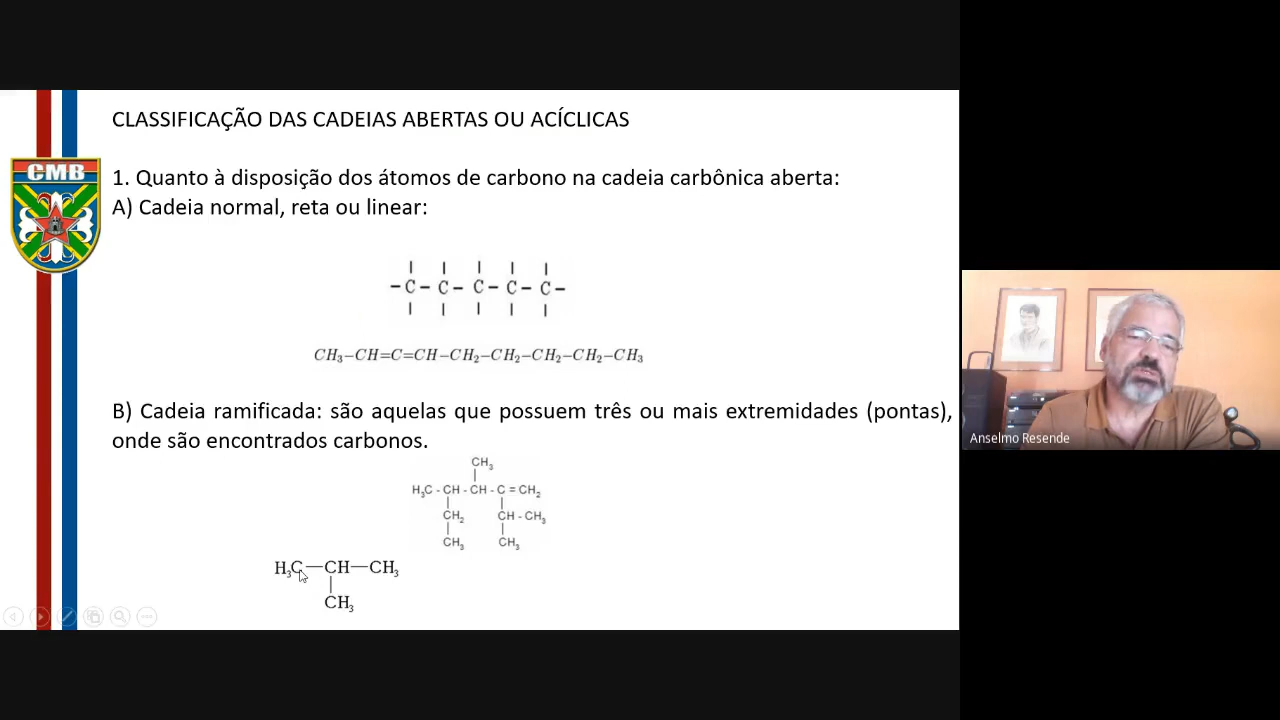 CLASSIFICAÇÃO DAS CADEIAS ABERTAS OU ACÍCLICAS
CMB
1. Quanto à disposição dos átomos de carbono na cadeia carbônica aberta:
A) Cadeia normal, reta ou linear:
| | | | |
–C–C–C–C–C–
| | | | |
CH₃–CH=C=CH–CH₂–CH₂–CH₂–CH₂–CH₃
B) Cadeia ramificada: são aquelas que possuem três ou mais extremidades (pontas),
onde são encontrados carbonos.
Anselmo Resende
CH₃
|
H₃C - CH - CH - C = CH₂
| |
CH₂ CH - CH₃
| |
CH₃ CH₃
H₃C—CH—CH₃
|
CH₃